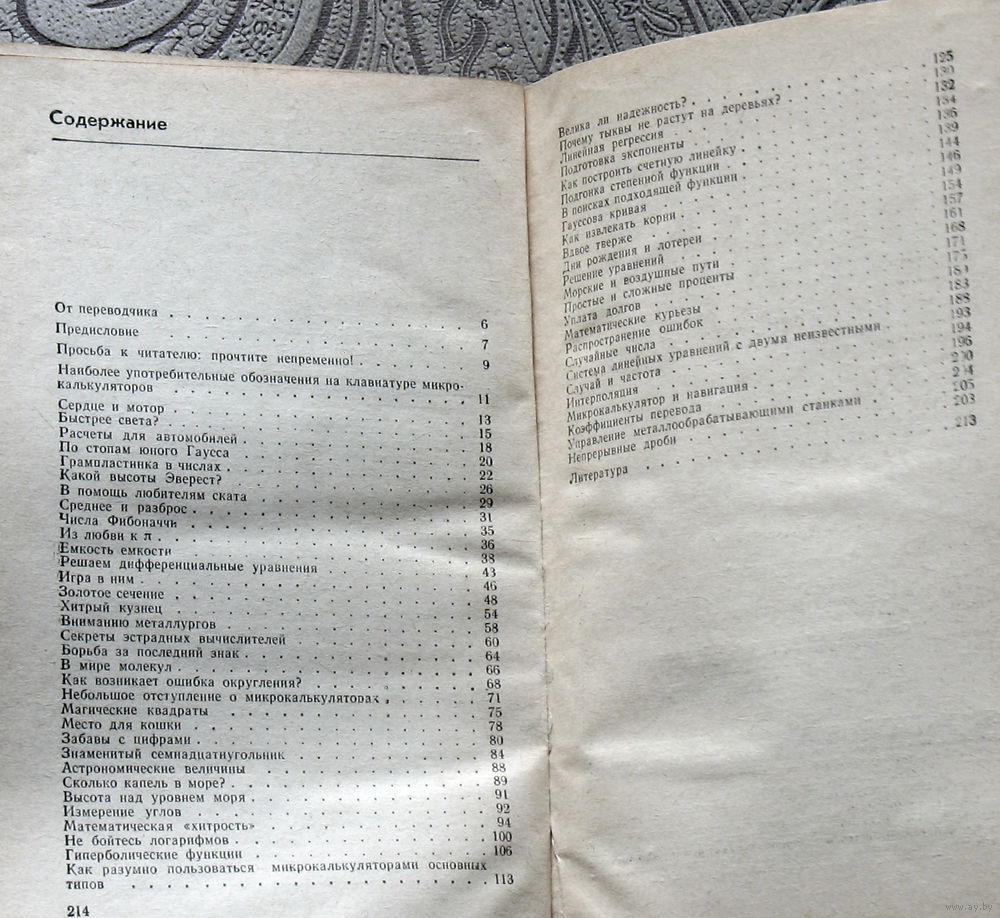 Содержание
От переводчика . . . . 6
Предисловие . . . . 7
Просьба к читателю: прочтите непременно! . . . . 9
Наиболее употребительные обозначения на клавиатуре микро-
калькуляторов . . . . 11
Сердце и мотор . . . . 13
Быстрее света? . . . . 15
Расчеты для автомобилей . . . . 18
По стопам юного Гаусса . . . . 20
Грампластинка в числах . . . . 22
Какой высоты Эверест? . . . . 26
В помощь любителям ската . . . . 29
Среднее и разброс . . . . 31
Числа Фибоначчи . . . . 35
Из любви к π . . . . 36
Емкость емкости . . . . 38
Решаем дифференциальные уравнения . . . . 43
Игра в ним . . . . 46
Золотое сечение . . . . 48
Хитрый кузнец . . . . 54
Вниманию металлургов . . . . 58
Секреты эстрадных вычислителей . . . . 60
Борьба за последний знак . . . . 64
В мире молекул . . . . 66
Как возникает ошибка округления? . . . . 68
Небольшое отступление о микрокалькуляторах . . . . 71
Магические квадраты . . . . 75
Место для кошки . . . . 78
Забавы с цифрами . . . . 80
Знаменитый семнадцатиугольник . . . . 84
Астрономические величины . . . . 88
Сколько капель в море? . . . . 89
Высота над уровнем моря . . . . 91
Измерение углов . . . . 92
Математическая «хитрость» . . . . 94
Не бойтесь логарифмов . . . . 100
Гиперболические функции . . . . 106
Как разумно пользоваться микрокалькуляторами основных
типов . . . . 113
214
Велика ли надежность? . . . . 125
Почему тыквы не растут на деревьях? . . . . 130
Линейная регрессия . . . . 132
Подготовка экспоненты . . . . 134
Как построить счетную линейку . . . . 136
Подгонка степенной функции . . . . 139
В поисках подходящей функции . . . . 144
Гауссова кривая . . . . 146
Как извлекать корни . . . . 149
Вдвое тверже . . . . 154
Дни рождения и лотереи . . . . 157
Решение уравнений . . . . 161
Морские и воздушные пути . . . . 168
Простые и сложные проценты . . . . 171
Уплата долгов . . . . 175
Математические курьезы . . . . 180
Распространение ошибок . . . . 183
Случайные числа . . . . 188
Система линейных уравнений с двумя неизвестными . . . . 193
Случай и частота . . . . 194
Интерполяция . . . . 196
Микрокалькулятор и навигация . . . . 200
Коэффициенты перевода . . . . 204
Управление металлообрабатывающими станками . . . . 205
Непрерывные дроби . . . .
Литература . . . . 213
www.ay.by